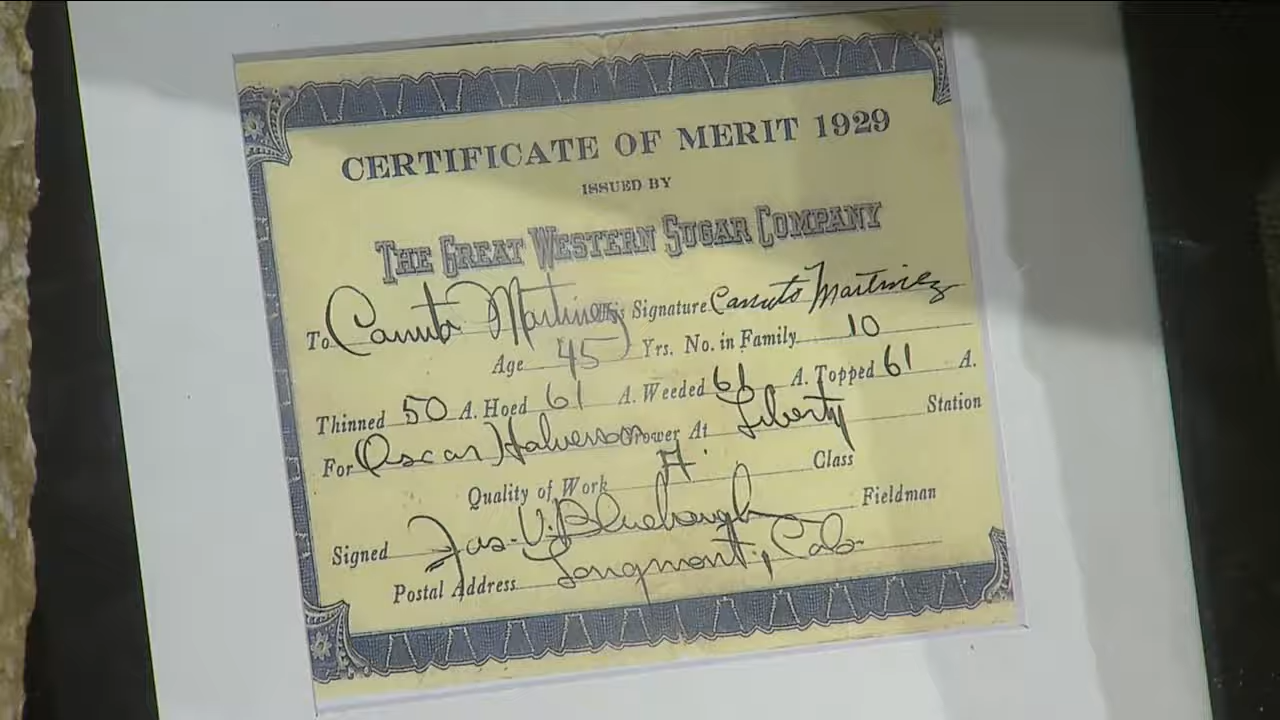 CERTIFICATE OF MERIT 1929
ISSUED BY
THE GREAT WESTERN SUGAR COMPANY
To Canuto Martinez His Signature Canuto Martinez
Age 45 Yrs. No. in Family 10
Thinned 50 A. Hoed 61 A. Weeded 61 A. Topped 61 A.
For Oscar Halverson Grower At Liberty Station
Quality of Work A. Class
Signed Jas. V. Fieldman
Postal Address Longmont, Colo.